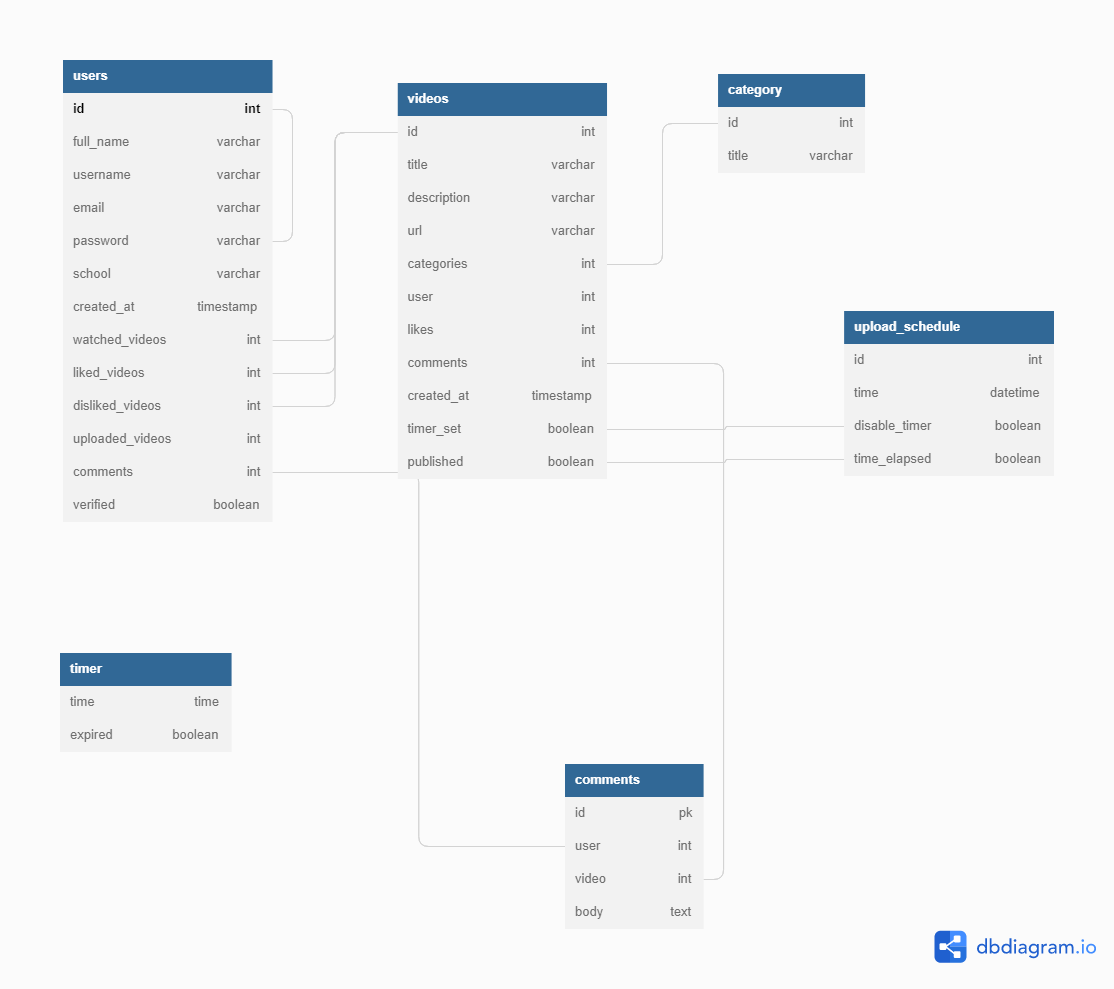 users
id int
full_name varchar
username varchar
email varchar
password varchar
school varchar
created_at timestamp
watched_videos int
liked_videos int
disliked_videos int
uploaded_videos int
comments int
verified boolean
videos
id int
title varchar
description varchar
url varchar
categories int
user int
likes int
comments int
created_at timestamp
timer_set boolean
published boolean
category
id int
title varchar
upload_schedule
id int
time datetime
disable_timer boolean
time_elapsed boolean
timer
time time
expired boolean
comments
id pk
user int
video int
body text
dbdiagram.io